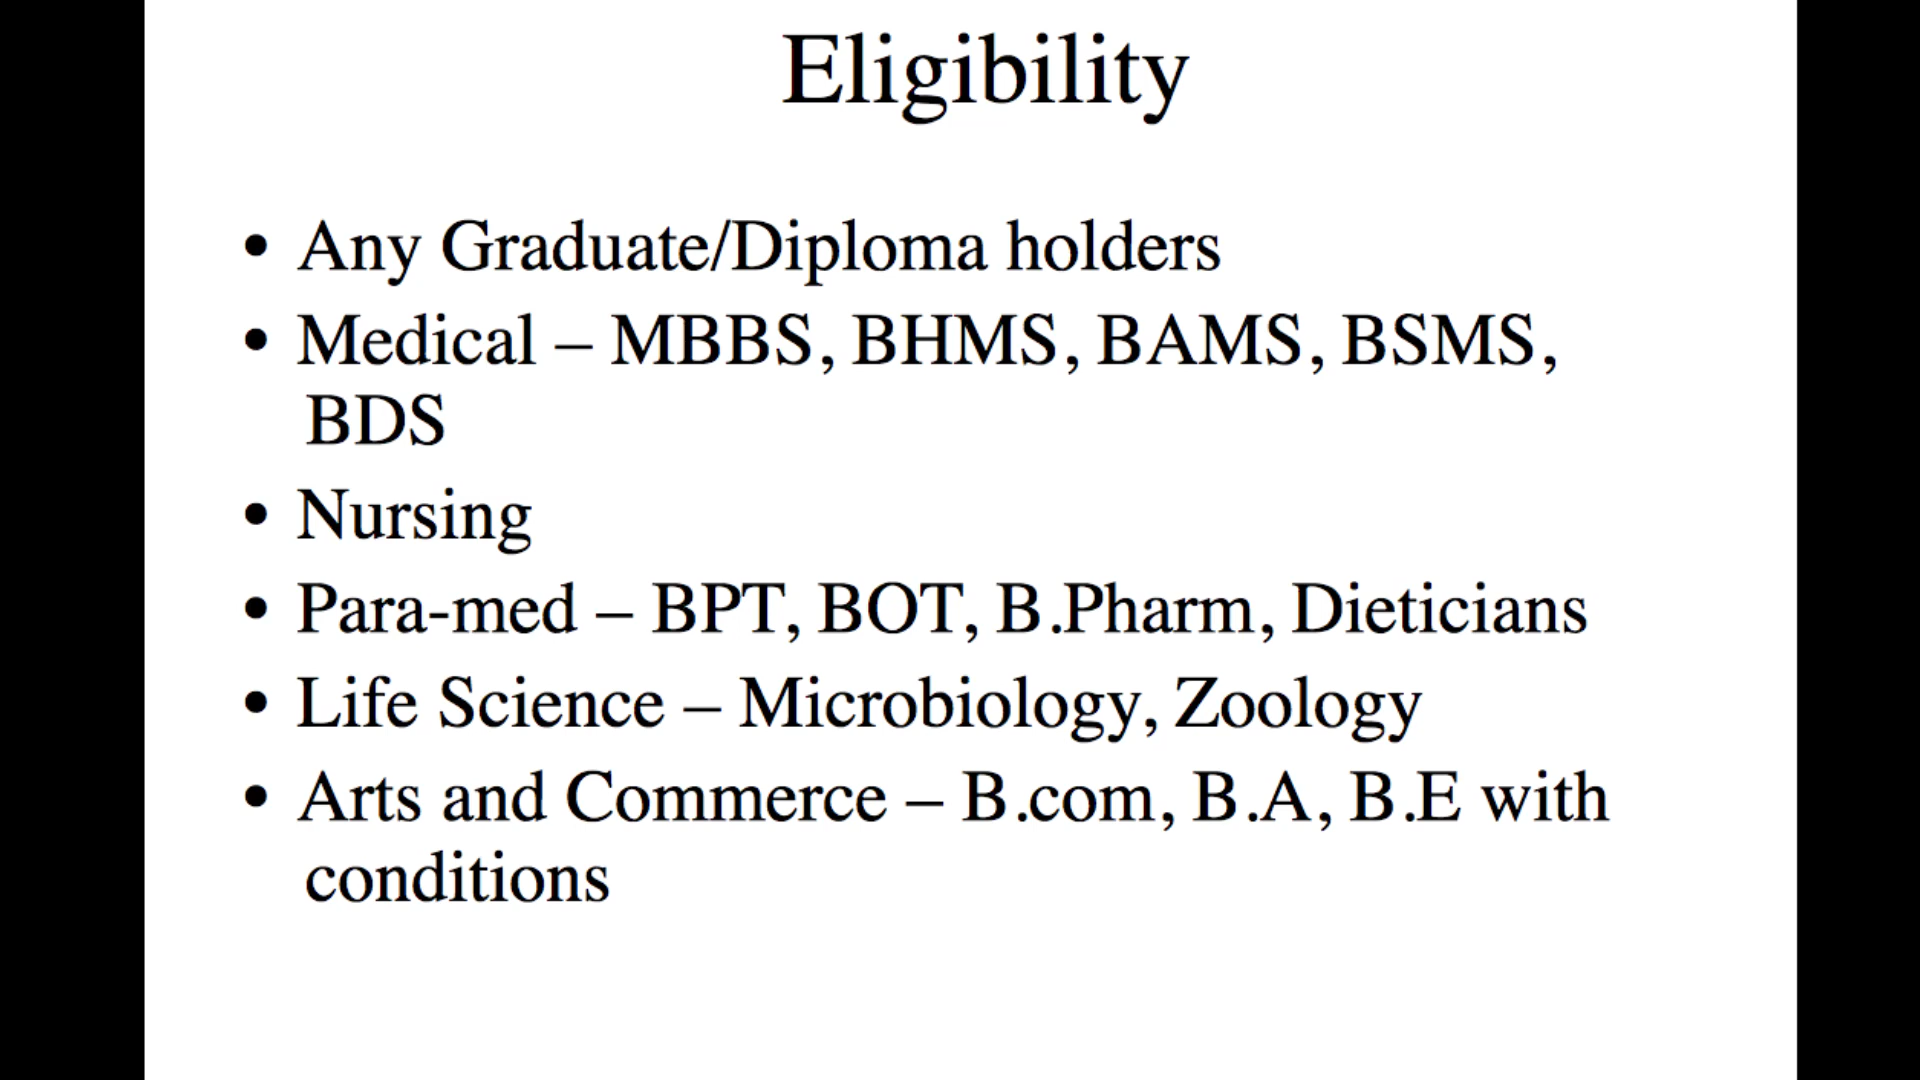 Eligibility
• Any Graduate/Diploma holders
• Medical – MBBS, BHMS, BAMS, BSMS,
BDS
• Nursing
• Para-med – BPT, BOT, B.Pharm, Dieticians
• Life Science – Microbiology, Zoology
• Arts and Commerce – B.com, B.A, B.E with
conditions